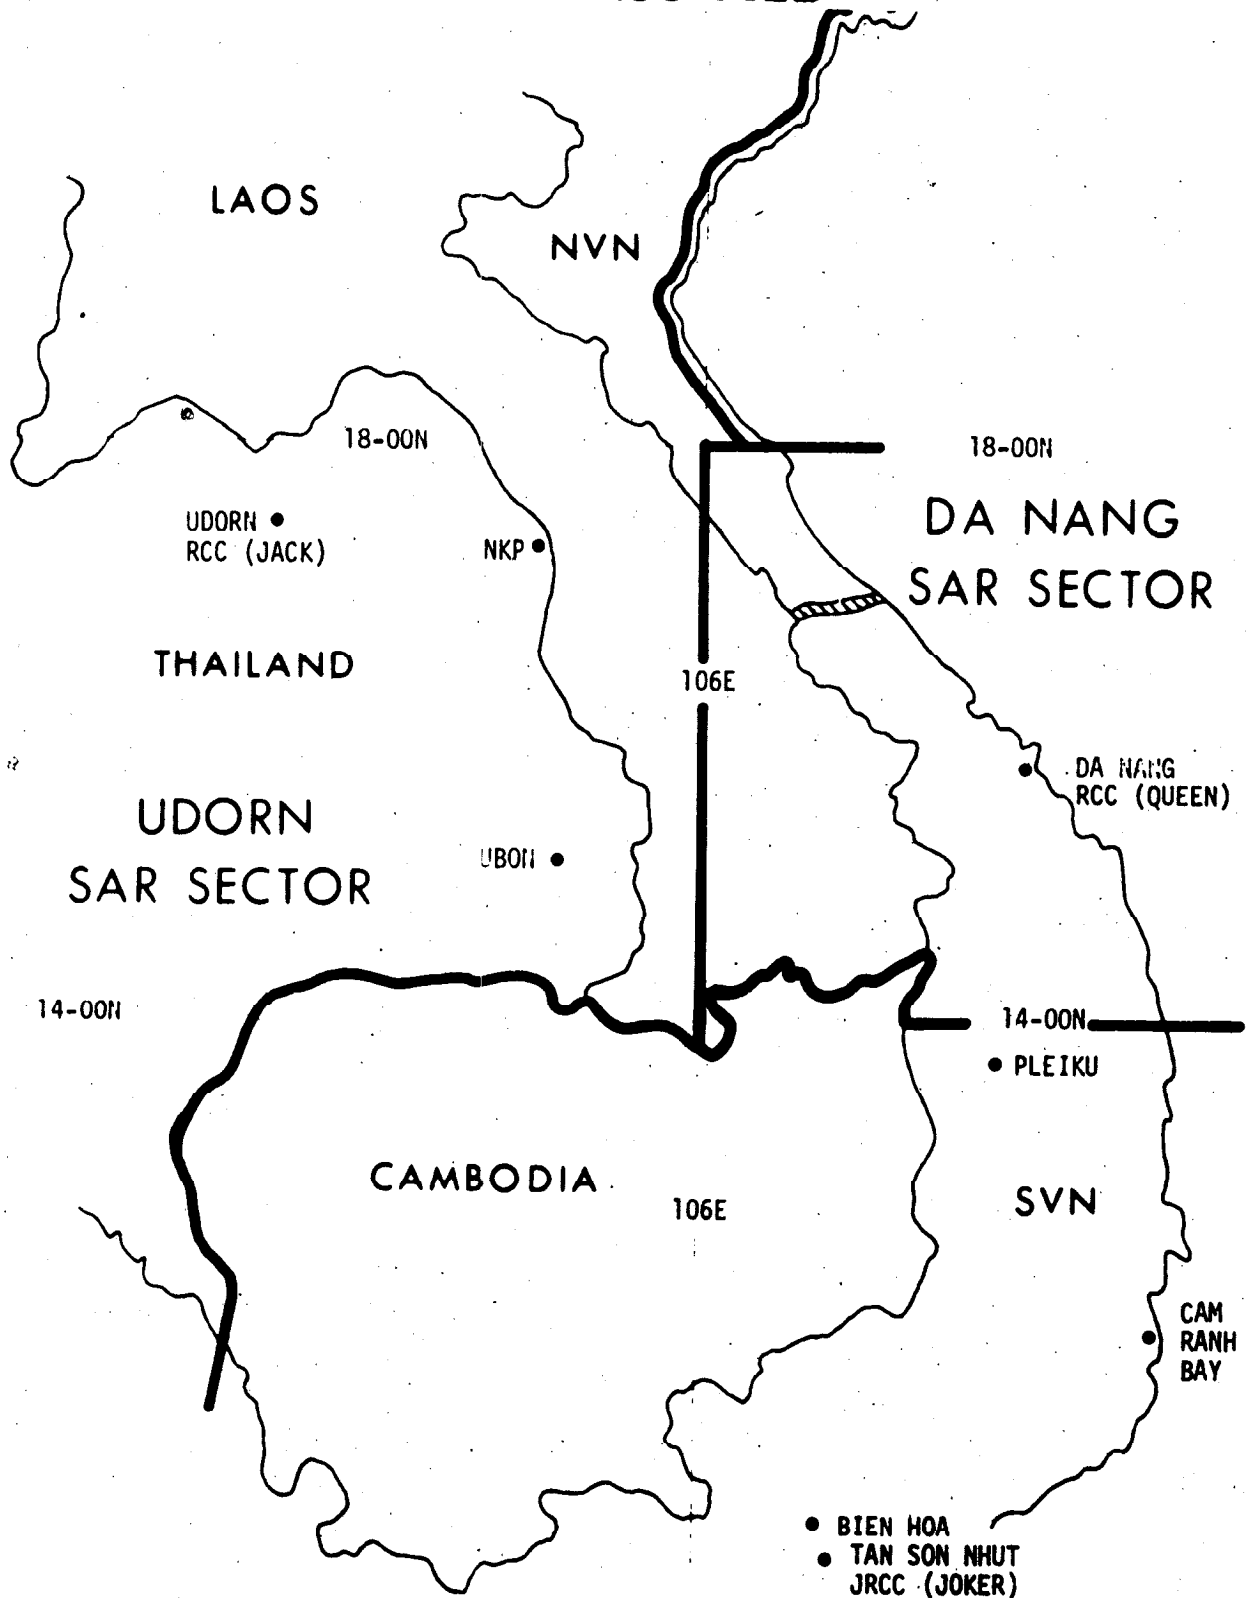 LAOS
NVN
18-00N
18-00N
DA NANG
SAR SECTOR
UDORN
RCC (JACK)
NKP
THAILAND
106E
DA NANG
RCC (QUEEN)
UDORN
SAR SECTOR
UBON
14-00N
14-00N
PLEIKU
CAMBODIA
106E
SVN
CAM
RANH
BAY
BIEN HOA
TAN SON NHUT
JRCC (JOKER)